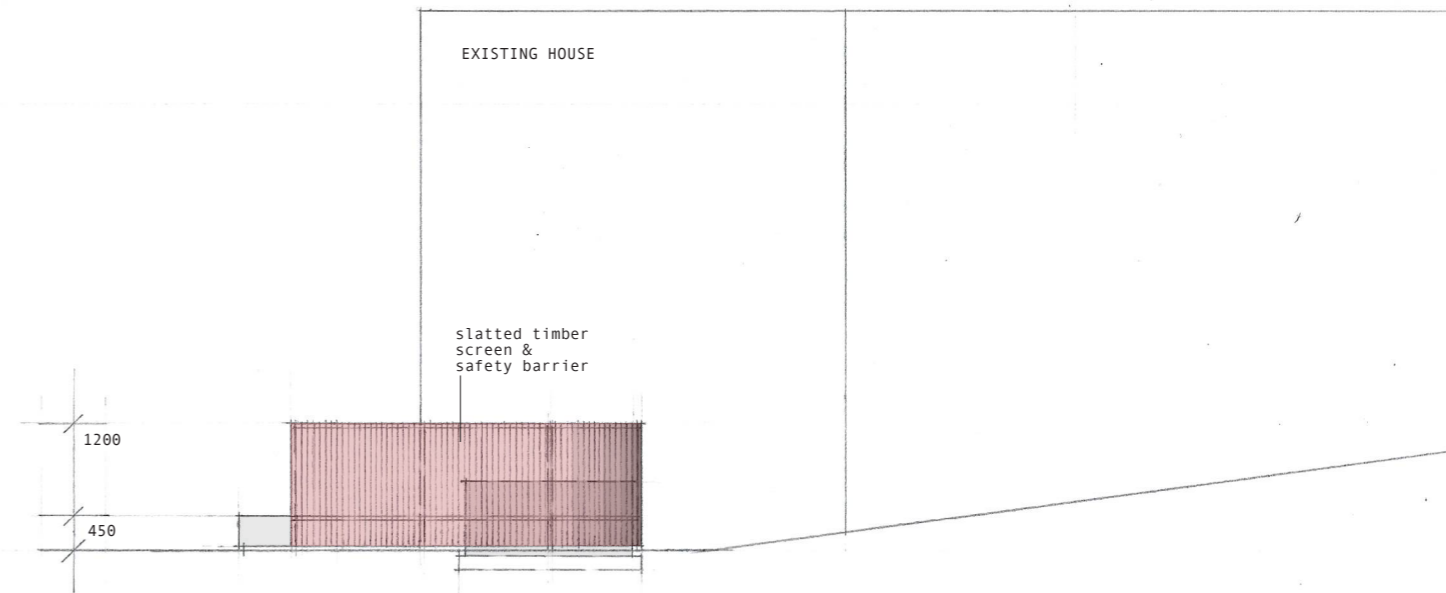 EXISTING HOUSE
slatted timber
screen &
safety barrier
1200
450